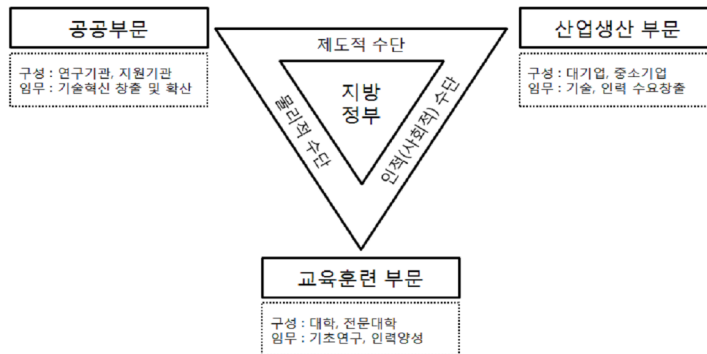 공공부문
구성 : 연구기관, 지원기관
임무 : 기술혁신 창출 및 확산
제도적 수단
지방
정부
물리적 수단
인적(사회적) 수단
산업생산 부문
구성 : 대기업, 중소기업
임무 : 기술, 인력 수요창출
교육훈련 부문
구성 : 대학, 전문대학
임무 : 기초연구, 인력양성